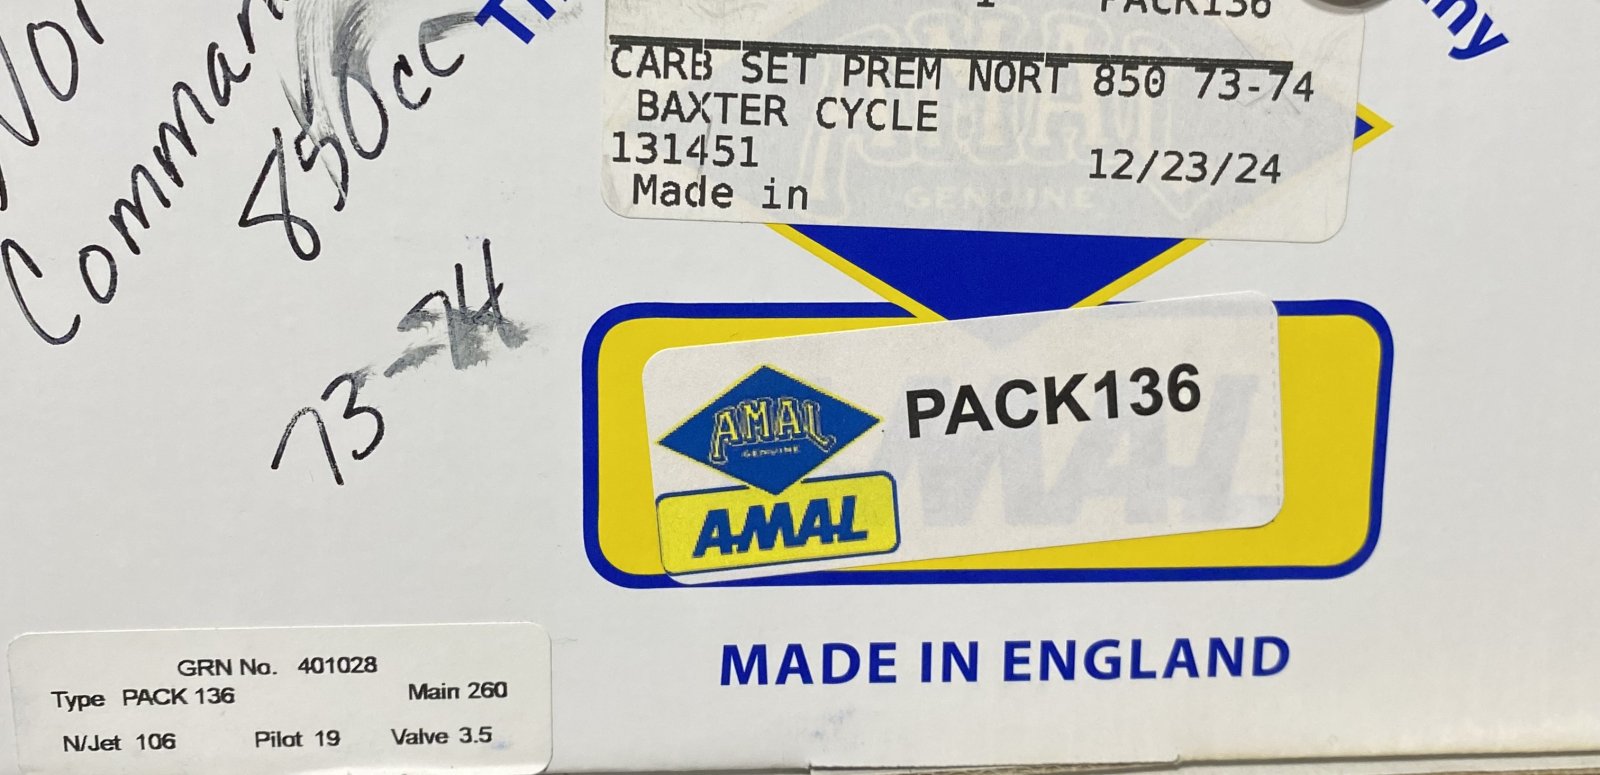 1 PACK136
CARB SET PREM NORT 850 73-74
BAXTER CYCLE
131451 12/23/24
Made in
850cc
73-74
AMAL
GENUINE
AMAL
PACK136
MADE IN ENGLAND
GRN No. 401028
Type PACK 136 Main 260
N/Jet 106 Pilot 19 Valve 3.5